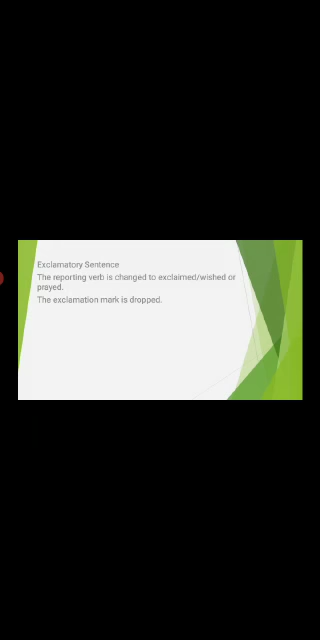 Exclamatory Sentence
The reporting verb is changed to exclaimed/wished or
prayed.
The exclamation mark is dropped.